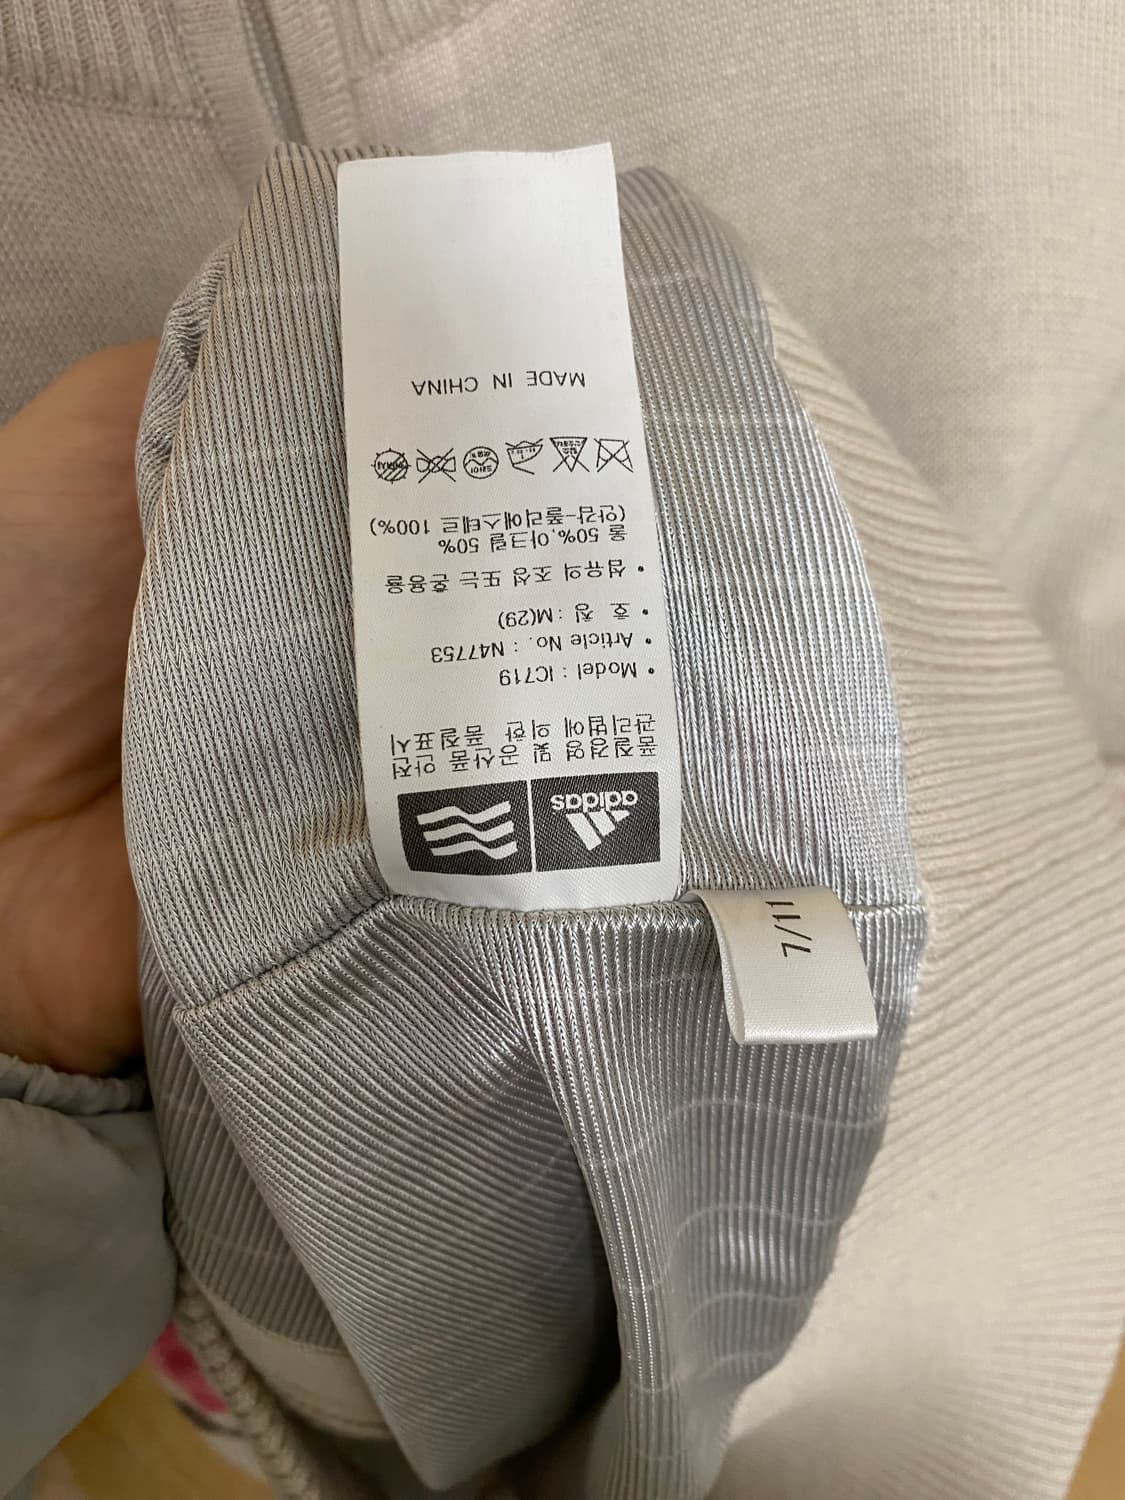 adidas
품질경영 및 공산품 안전
관리법에 의한 품질표시
• Model : IC719
• Article No. : N47753
• 호 칭 : M(29)
• 섬유의 조성 또는 혼용율
울 50%,아크릴 50%
(안감-폴리에스테르 100%)
MADE IN CHINA
7/11